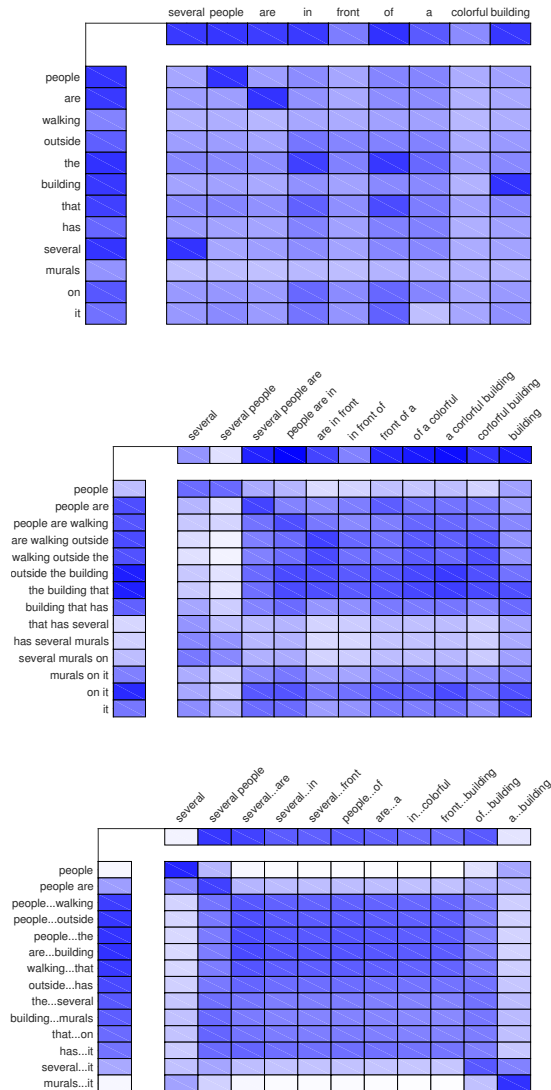 several people are in front of a colorful building
people
are
walking
outside
the
building
that
has
several
murals
on
it
several
several people
several people are
people are in
are in front
in front of
front of a
of a colorful
a colorful building
corlorful building
building
people
people are
people are walking
are walking outside
walking outside the
outside the building
the building that
building that has
that has several
has several murals
several murals on
murals on it
on it
it
several
several people
several...are
several...in
several...front
people...of
are...a
in...colorful
front...building
of...building
a...building
people
people are
people...walking
people...outside
people...the
are...building
walking...that
outside...has
the...several
building...murals
that...on
has...it
several...it
murals...it